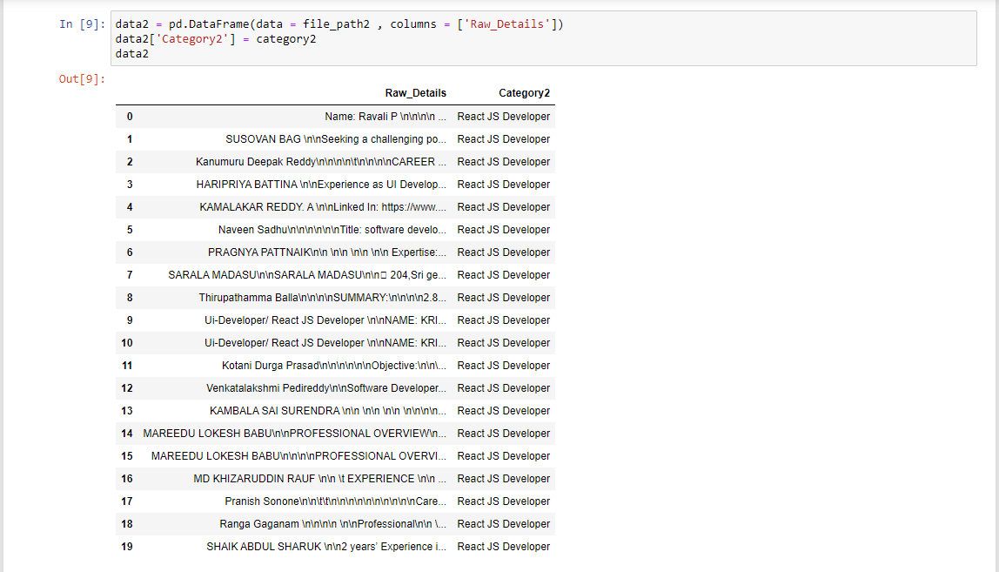 In [9]: data2 = pd.DataFrame(data = file_path2 , columns = ['Raw_Details'])
data2['Category2'] = category2
data2
Out[9]:
Raw_Details Category2
0 Name: Ravali P \n\n\n\n ... React JS Developer
1 SUSOVAN BAG \n\nSeeking a challenging po... React JS Developer
2 Kanumuru Deepak Reddy\n\n\n\n\t\n\n\n\nCAREER ... React JS Developer
3 HARIPRIYA BATTINA \n\nExperience as UI Develop... React JS Developer
4 KAMALAKAR REDDY. A \n\nLinked In: https://www.... React JS Developer
5 Naveen Sadhu\n\n\n\n\n\nTitle: software develo... React JS Developer
6 PRAGNYA PATTNAIK\n\n \n\n \n\n \n\n Expertise:... React JS Developer
7 SARALA MADASU\n\nSARALA MADASU\n\n 204,Sri ge... React JS Developer
8 Thirupathamma Balla\n\n\n\nSUMMARY:\n\n\n\n2.8... React JS Developer
9 Ui-Developer/ React JS Developer \n\nNAME: KRI... React JS Developer
10 Ui-Developer/ React JS Developer \n\nNAME: KRI... React JS Developer
11 Kotani Durga Prasad\n\n\n\n\n\nObjective:\n\n\... React JS Developer
12 Venkatalakshmi Pedireddy\n\nSoftware Developer... React JS Developer
13 KAMBALA SAI SURENDRA \n\n \n\n \n\n \n\n\n\n... React JS Developer
14 MAREEDU LOKESH BABU\n\nPROFESSIONAL OVERVIEW\n... React JS Developer
15 MAREEDU LOKESH BABU\n\n\n\nPROFESSIONAL OVERVI... React JS Developer
16 MD KHIZARUDDIN RAUF \n\n \t EXPERIENCE \n\n ... React JS Developer
17 Pranish Sonone\n\n\t\t\n\n\n\n\n\n\n\n\n\nCare... React JS Developer
18 Ranga Gaganam \n\n\n\n \n\nProfessional\n\n \... React JS Developer
19 SHAIK ABDUL SHARUK \n\n2 years' Experience i... React JS Developer